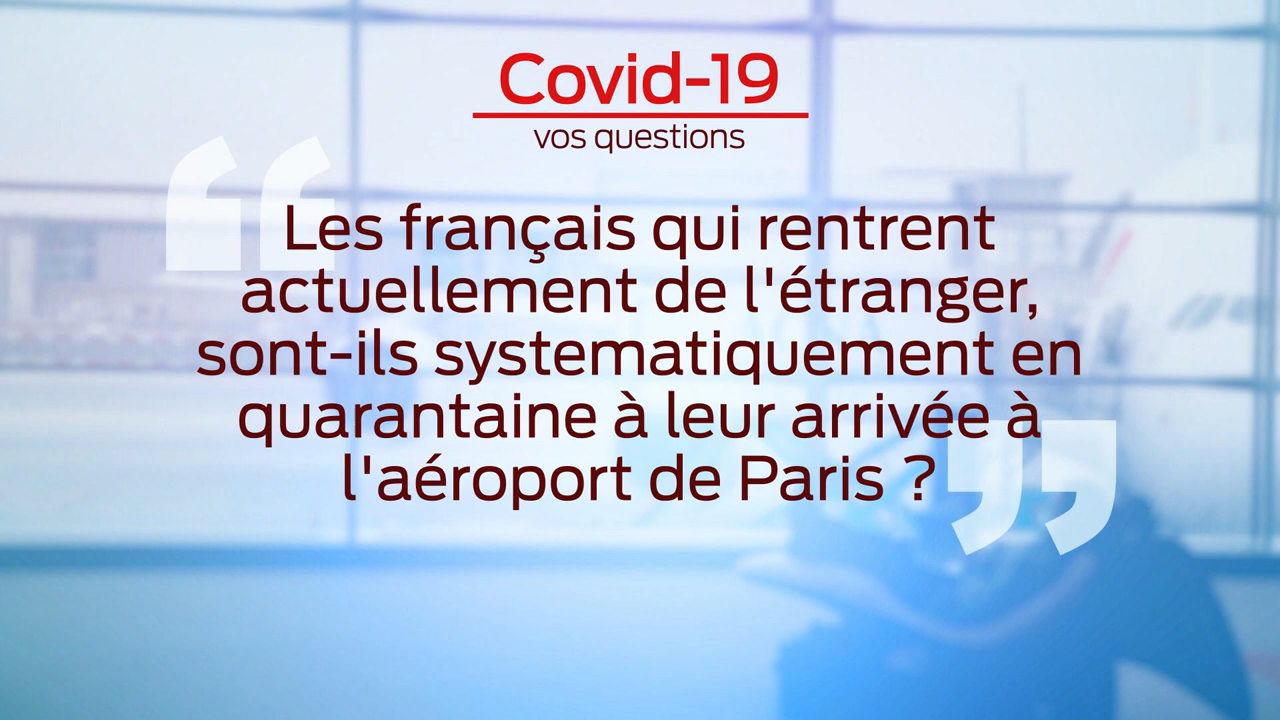 Covid-19
vos questions
“
Les français qui rentrent
actuellement de l'étranger,
sont-ils systematiquement en
quarantaine à leur arrivée à
l'aéroport de Paris ?
”